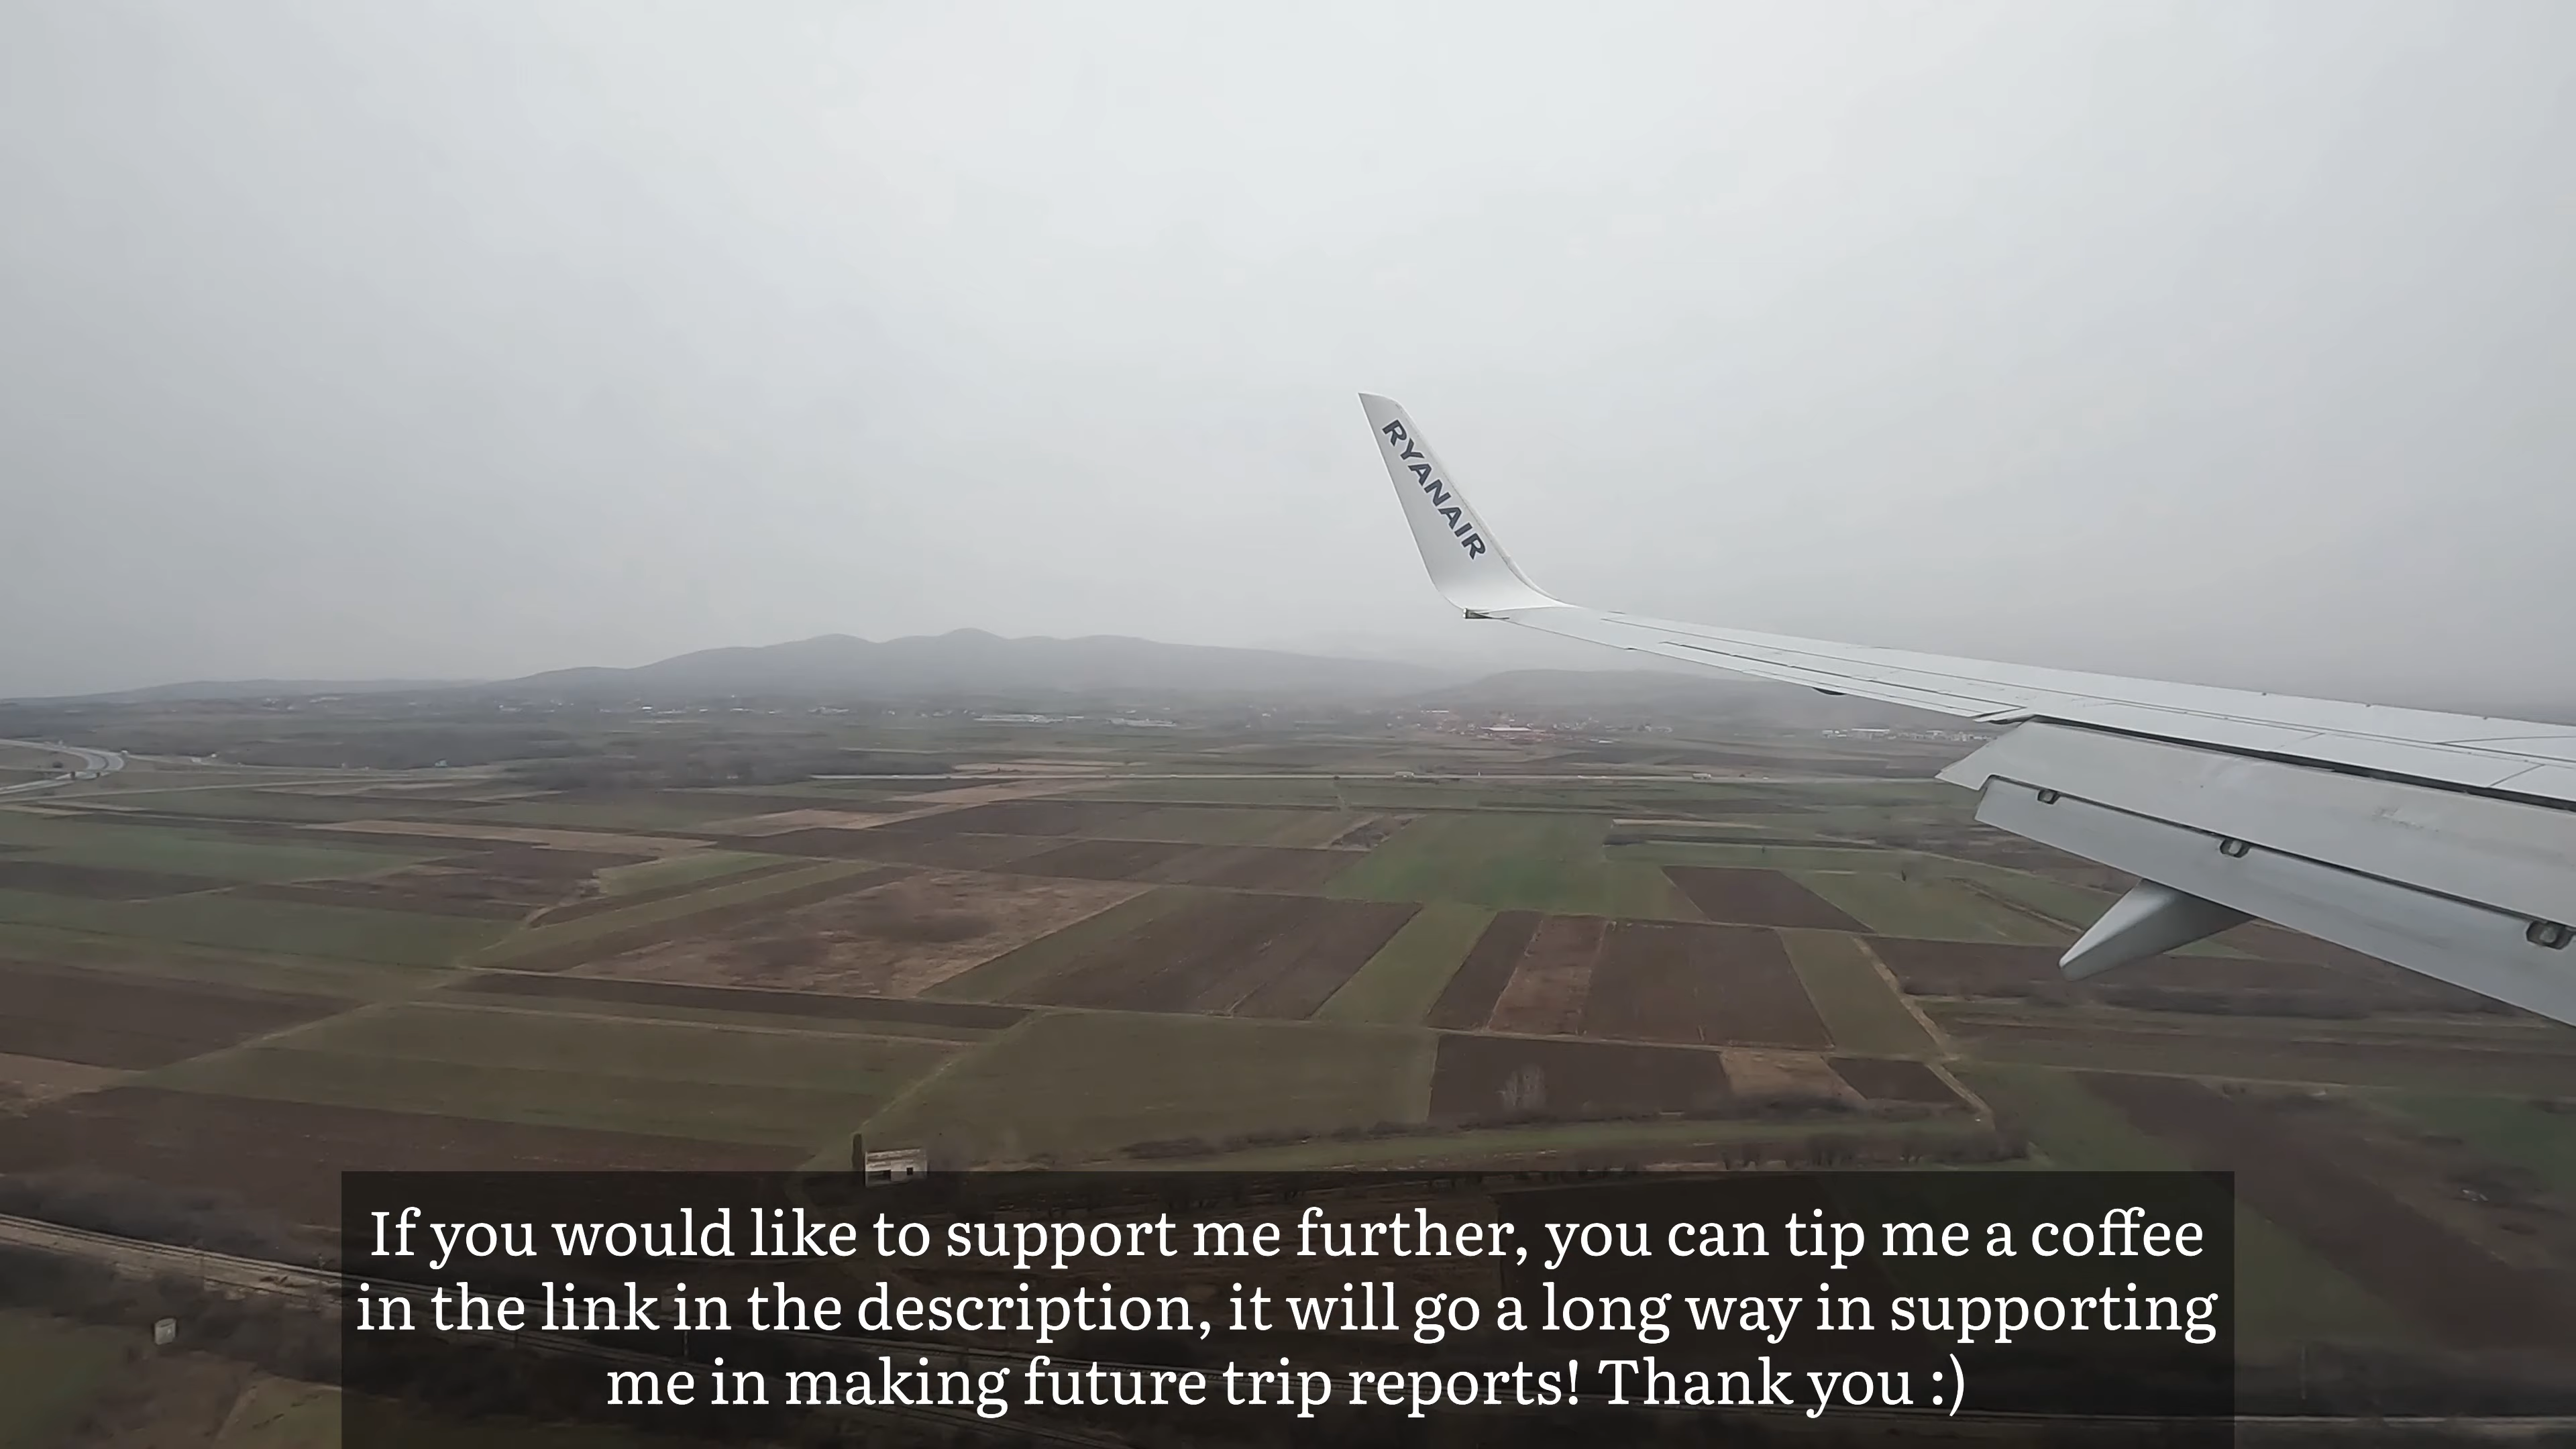 RYANAIR
If you would like to support me further, you can tip me a coffee
in the link in the description, it will go a long way in supporting
me in making future trip reports! Thank you :)